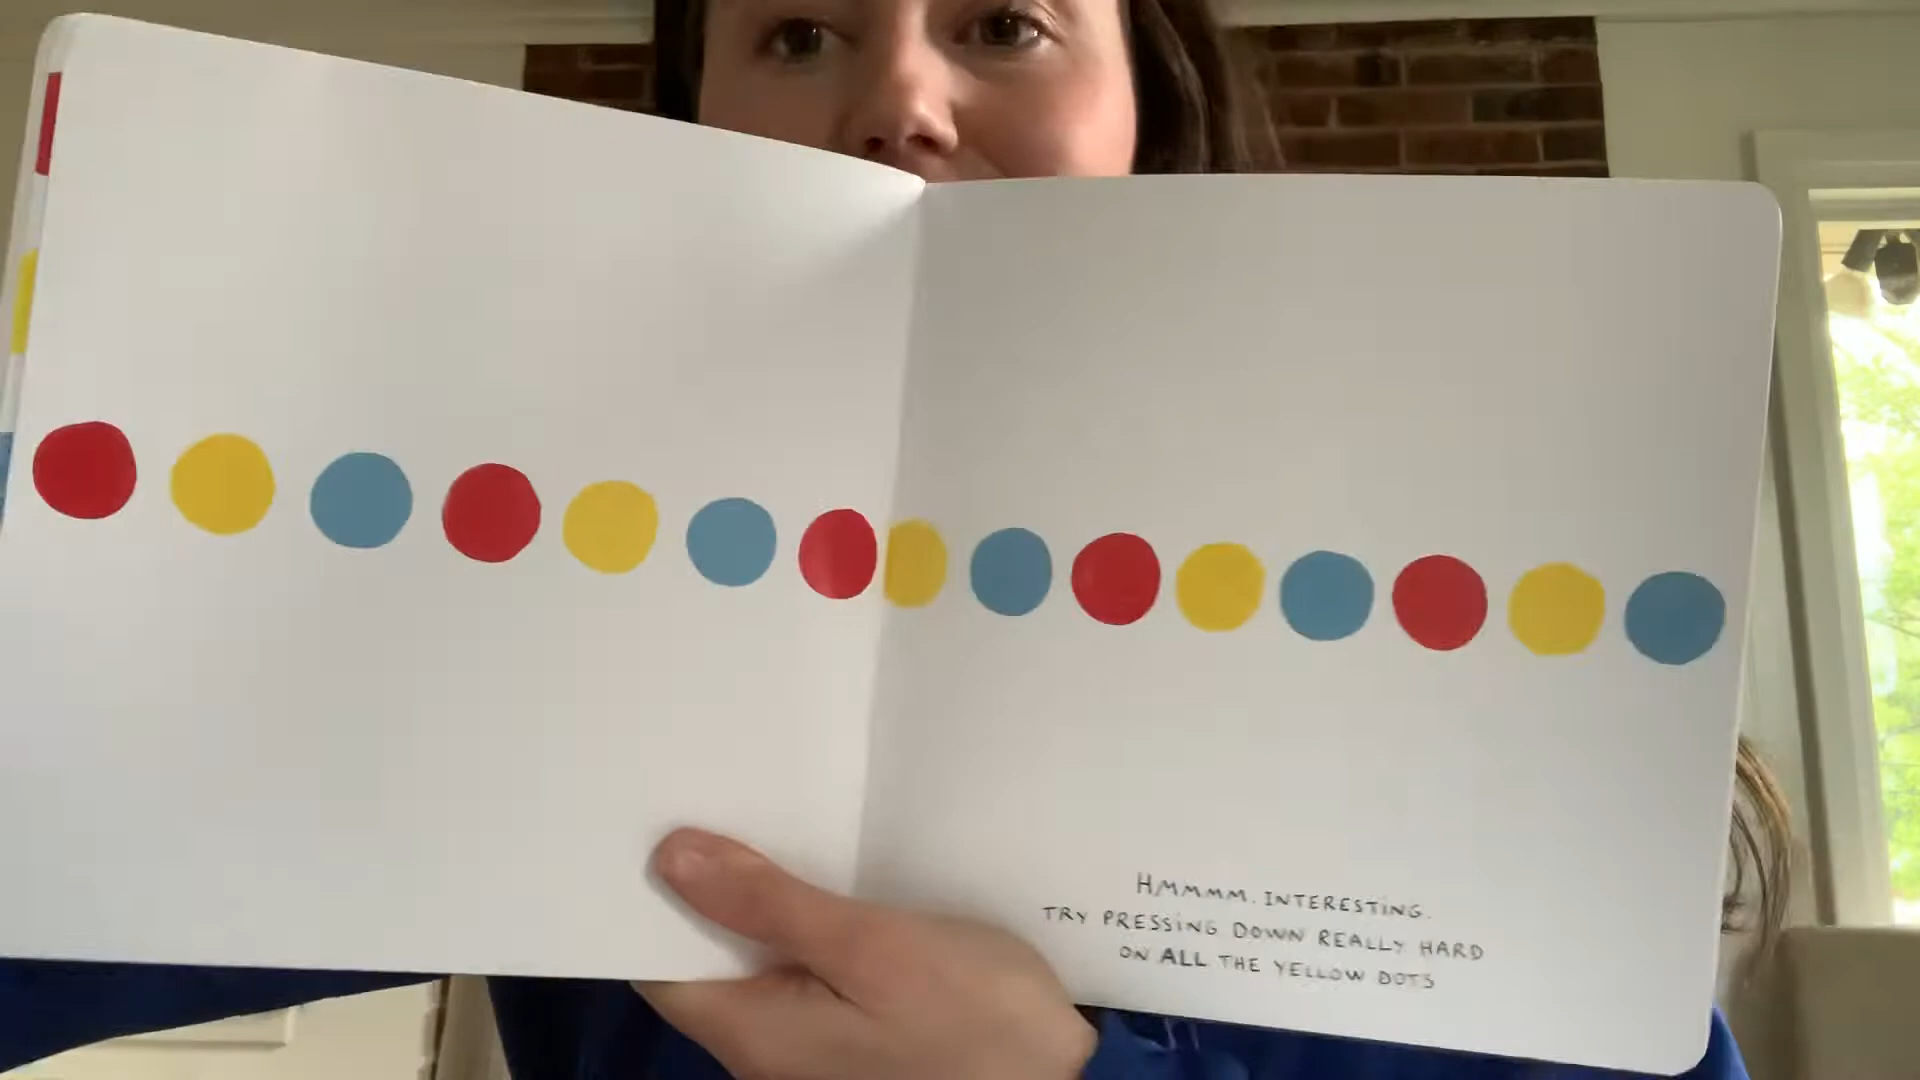 HMMMM. INTERESTING.
TRY PRESSING DOWN REALLY HARD
ON ALL THE YELLOW DOTS